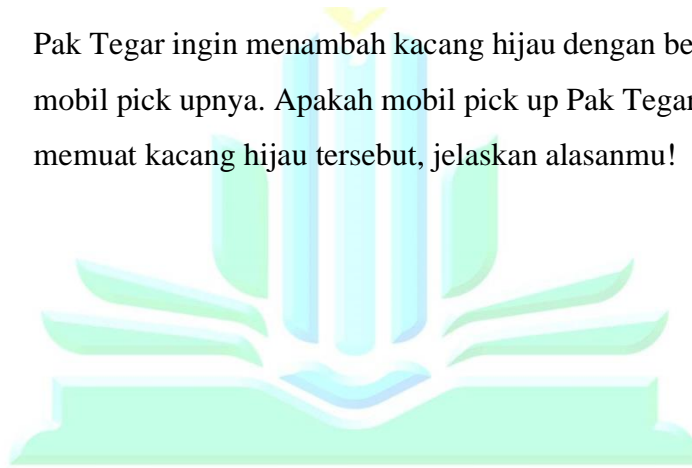 Pak Tegar ingin menambah kacang hijau dengan be
mobil pick upnya. Apakah mobil pick up Pak Tegar
memuat kacang hijau tersebut, jelaskan alasanmu!